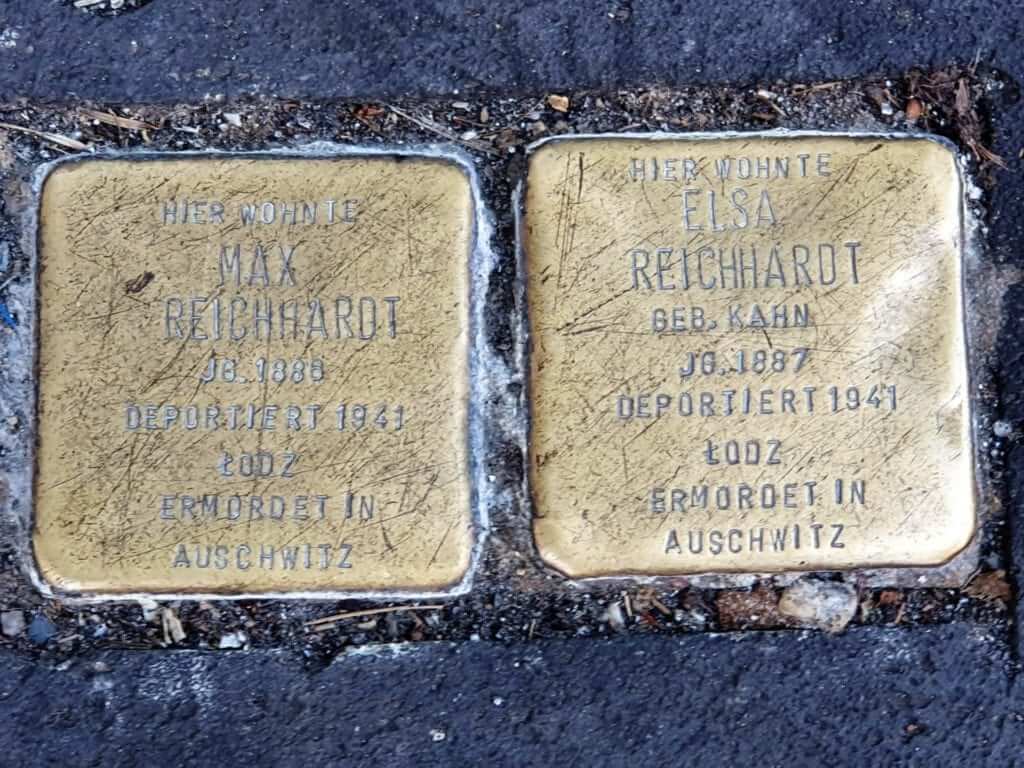 HIER WOHNTE
MAX
REICHHARDT
JG. 1888
DEPORTIERT 1941
ŁODZ
ERMORDET IN
AUSCHWITZ
HIER WOHNTE
ELSA
REICHHARDT
GEB. KAHN
JG. 1887
DEPORTIERT 1941
ŁODZ
ERMORDET IN
AUSCHWITZ